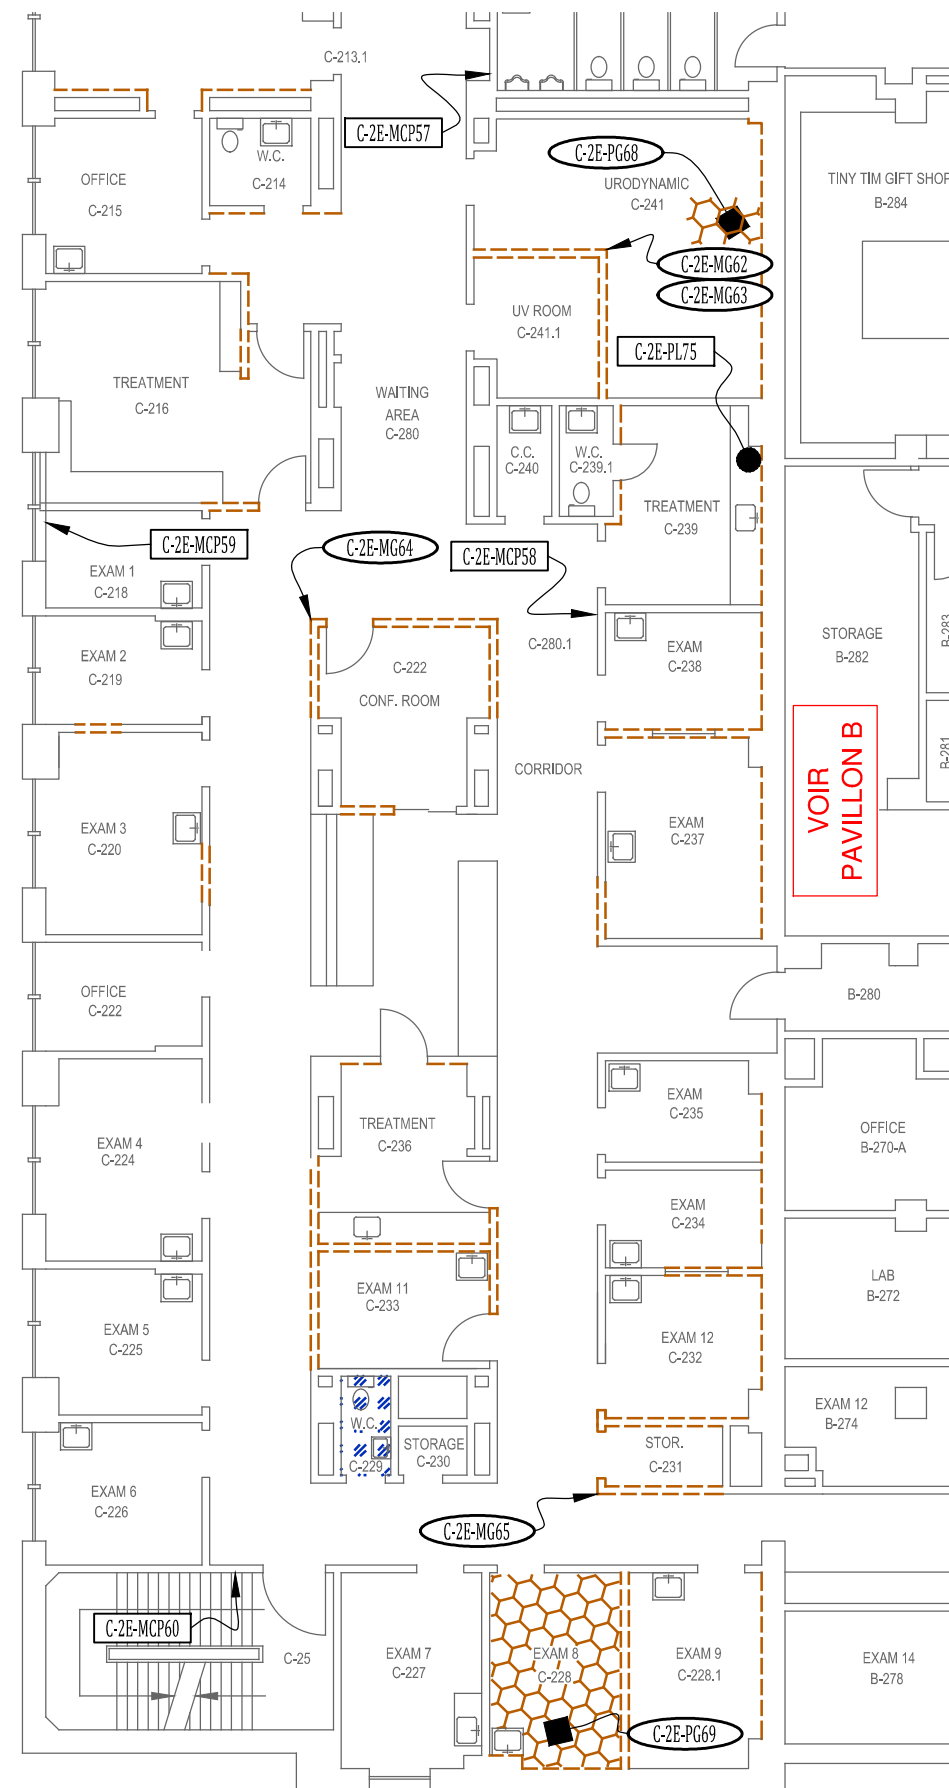 C-213.1
C-2E-MCP57
C-2E-PG68
W.C.
C-214
OFFICE
C-215
URODYNAMIC
C-241
TINY TIM GIFT SHOP
B-284
C-2E-MG62
C-2E-MG63
UV ROOM
C-241.1
C-2E-PL75
TREATMENT
C-216
WAITING
AREA
C-280
C.C.
C-240
W.C.
C-239.1
TREATMENT
C-239
C-2E-MCP59
C-2E-MG64
C-2E-MCP58
EXAM 1
C-218
EXAM 2
C-219
C-222
CONF. ROOM
C-280.1
EXAM
C-238
STORAGE
B-282
B-283
B-281
VOIR
PAVILLON B
CORRIDOR
EXAM 3
C-220
EXAM
C-237
OFFICE
C-222
B-280
EXAM 4
C-224
TREATMENT
C-236
EXAM
C-235
OFFICE
B-270-A
EXAM
C-234
EXAM 11
C-233
LAB
B-272
EXAM 5
C-225
EXAM 12
C-232
EXAM 12
B-274
W.C.
C-229
STORAGE
C-230
STOR.
C-231
EXAM 6
C-226
C-2E-MG65
C-2E-MCP60
C-25
EXAM 7
C-227
EXAM 8
C-228
EXAM 9
C-228.1
EXAM 14
B-278
C-2E-PG69